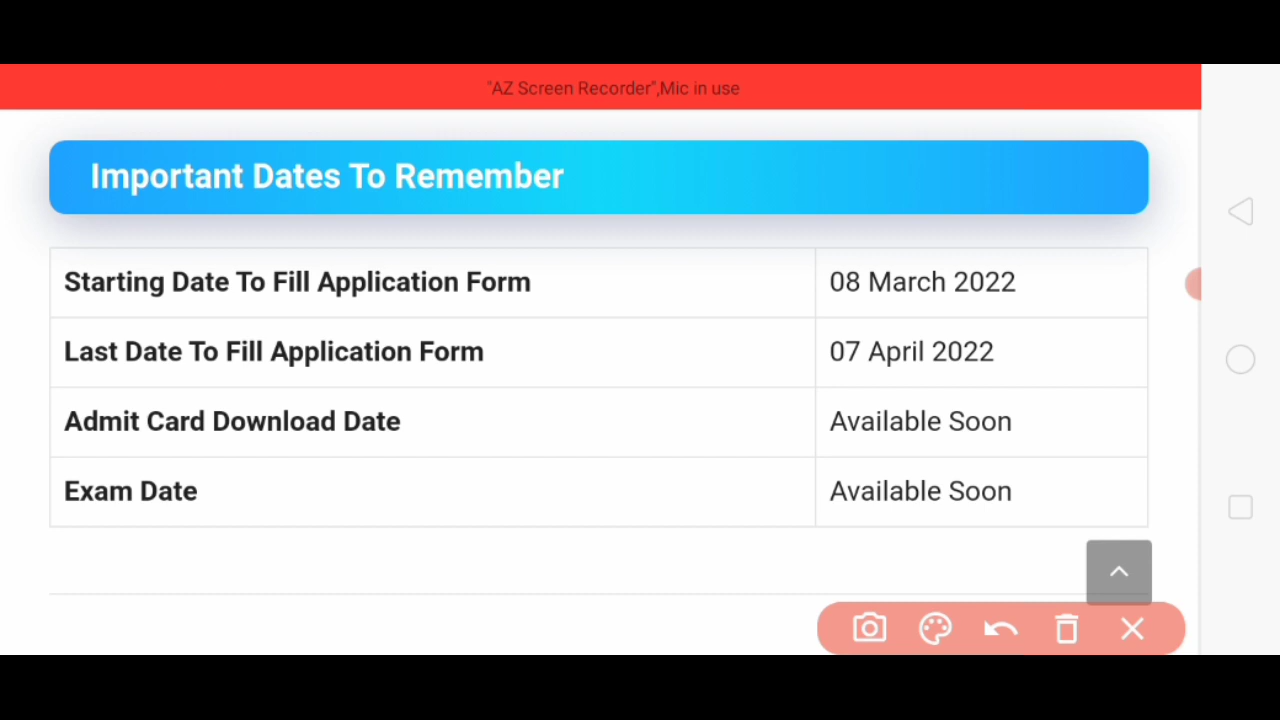 "AZ Screen Recorder",Mic in use
Important Dates To Remember
Starting Date To Fill Application Form 08 March 2022
Last Date To Fill Application Form 07 April 2022
Admit Card Download Date Available Soon
Exam Date Available Soon